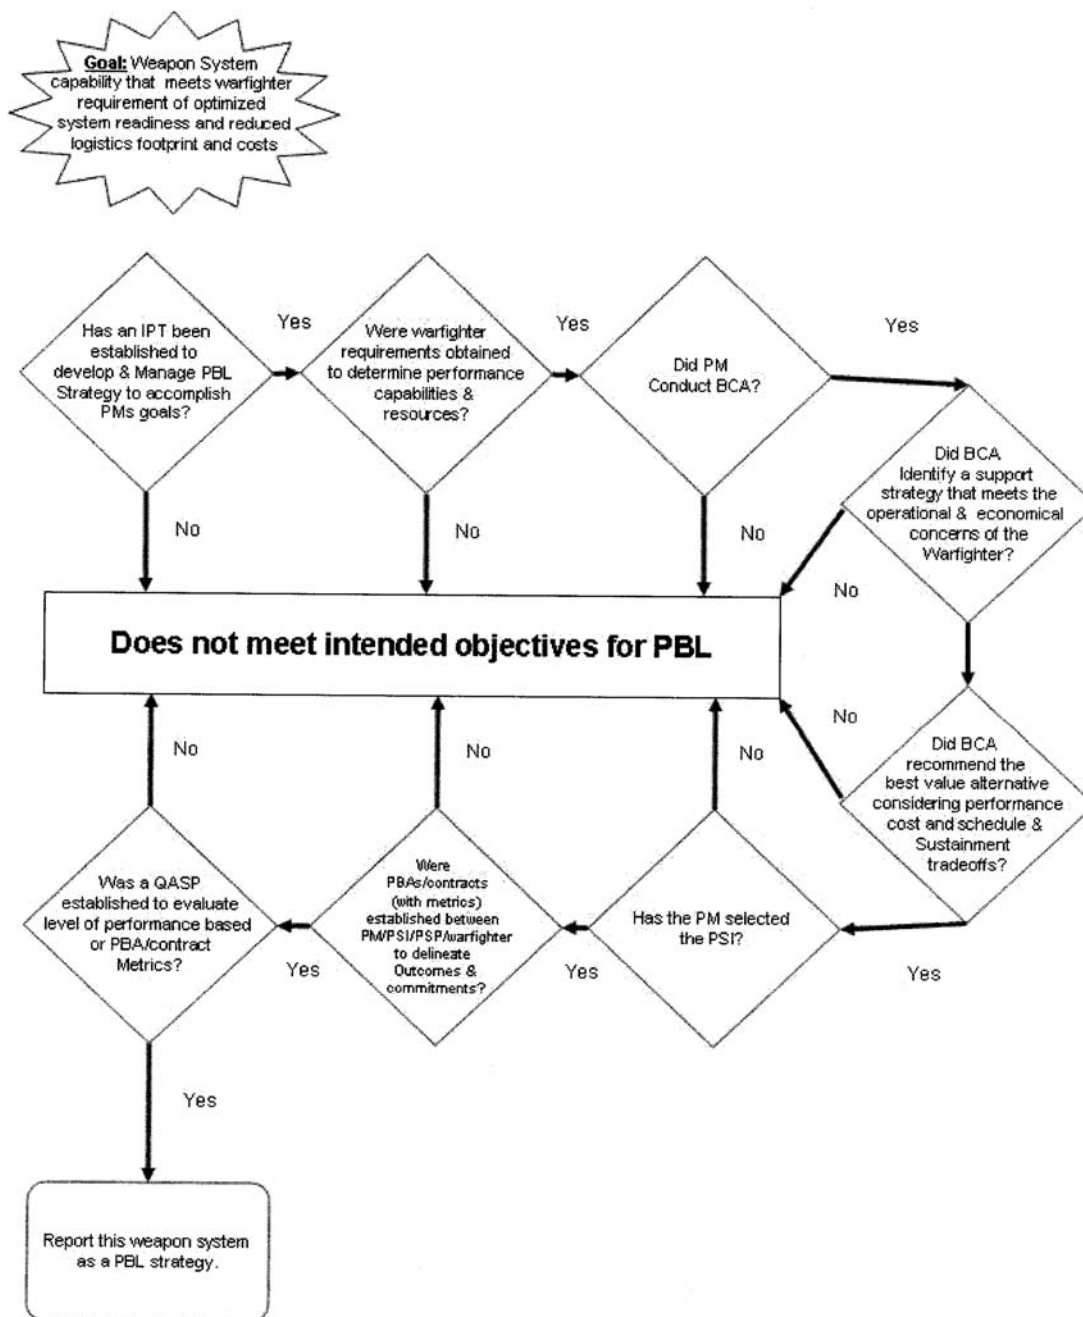 Goal: Weapon System
capability that meets warfighter
requirement of optimized
system readiness and reduced
logistics footprint and costs
Has an IPT been
established to
develop & Manage PBL
Strategy to accomplish
PMs goals?
Yes
Were warfighter
requirements obtained
to determine performance
capabilities &
resources?
Yes
Did PM
Conduct BCA?
Yes
Did BCA
Identify a support
strategy that meets the
operational & economical
concerns of the
Warfighter?
No
No
No
No
Does not meet intended objectives for PBL
No
No
No
No
Did BCA
recommend the
best value alternative
considering performance
cost and schedule &
Sustainment
tradeoffs?
Yes
Has the PM selected
the PSI?
Yes
Were
PBAs/contracts
(with metrics)
established between
PM/PSI/PSP/warfighter
to delineate
Outcomes &
commitments?
Yes
Was a QASP
established to evaluate
level of performance based
or PBA/contract
Metrics?
Yes
Report this weapon system
as a PBL strategy.